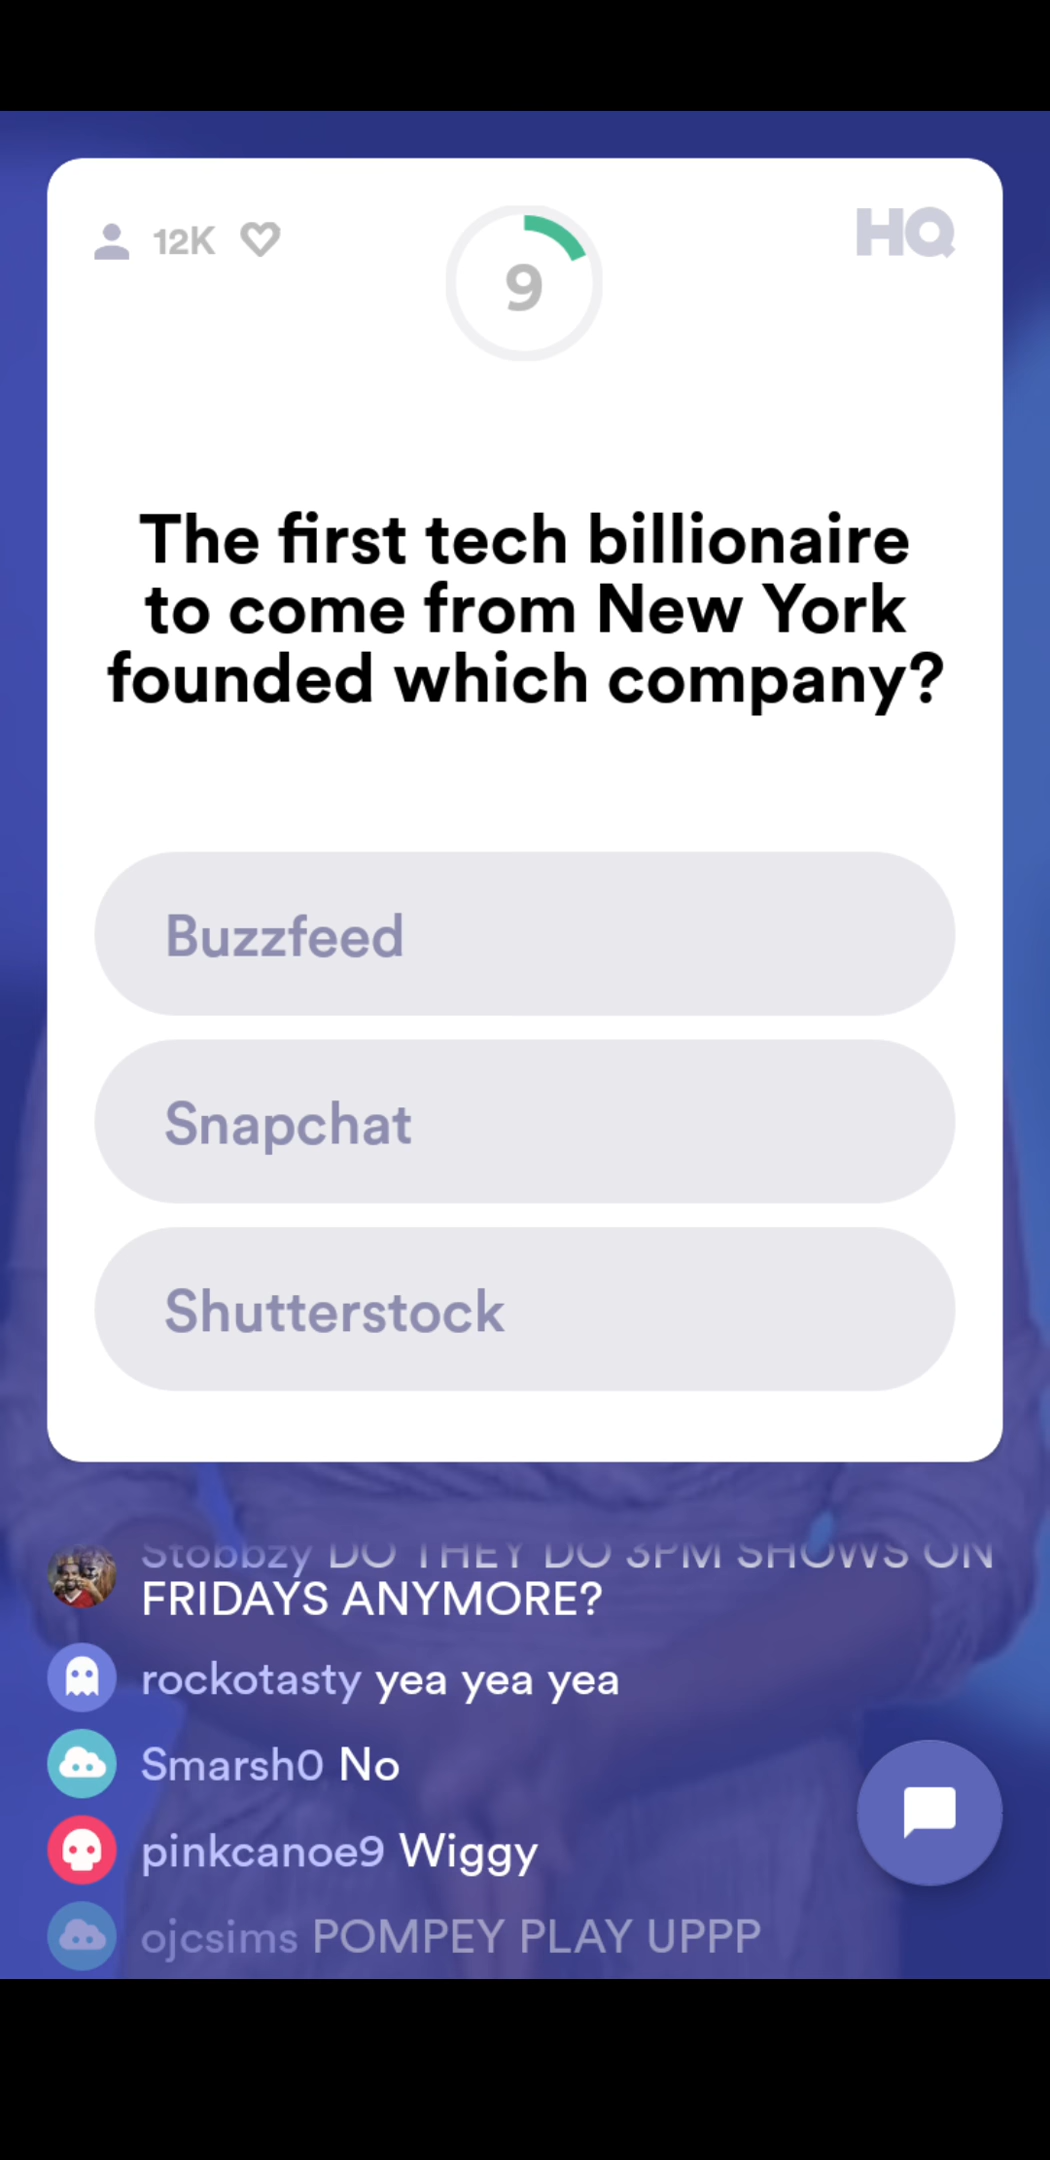 12K
9
HQ
The first tech billionaire
to come from New York
founded which company?
Buzzfeed
Snapchat
Shutterstock
Stobbzy DO THEY DO 3PM SHOWS ON
FRIDAYS ANYMORE?
rockotasty yea yea yea
Smarsh0 No
pinkcanoe9 Wiggy
ojcsims POMPEY PLAY UPPP